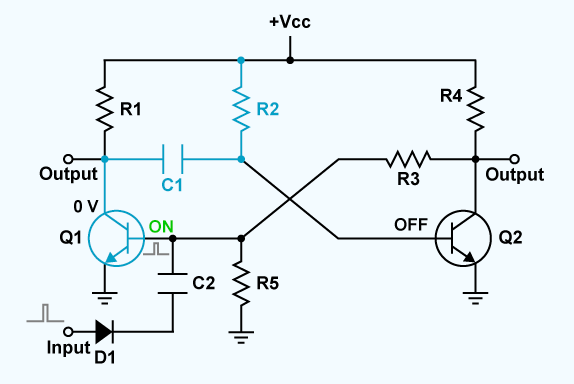 +Vcc
R1
R2
R4
Output
C1
R3
Output
0 V
ON
OFF
Q1
Q2
C2
R5
Input
D1